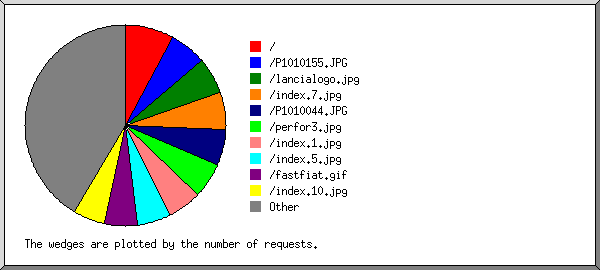 /
/P1010155.JPG
/lancialogo.jpg
/index.7.jpg
/P1010044.JPG
/perfor3.jpg
/index.1.jpg
/index.5.jpg
/fastfiat.gif
/index.10.jpg
Other
The wedges are plotted by the number of requests.